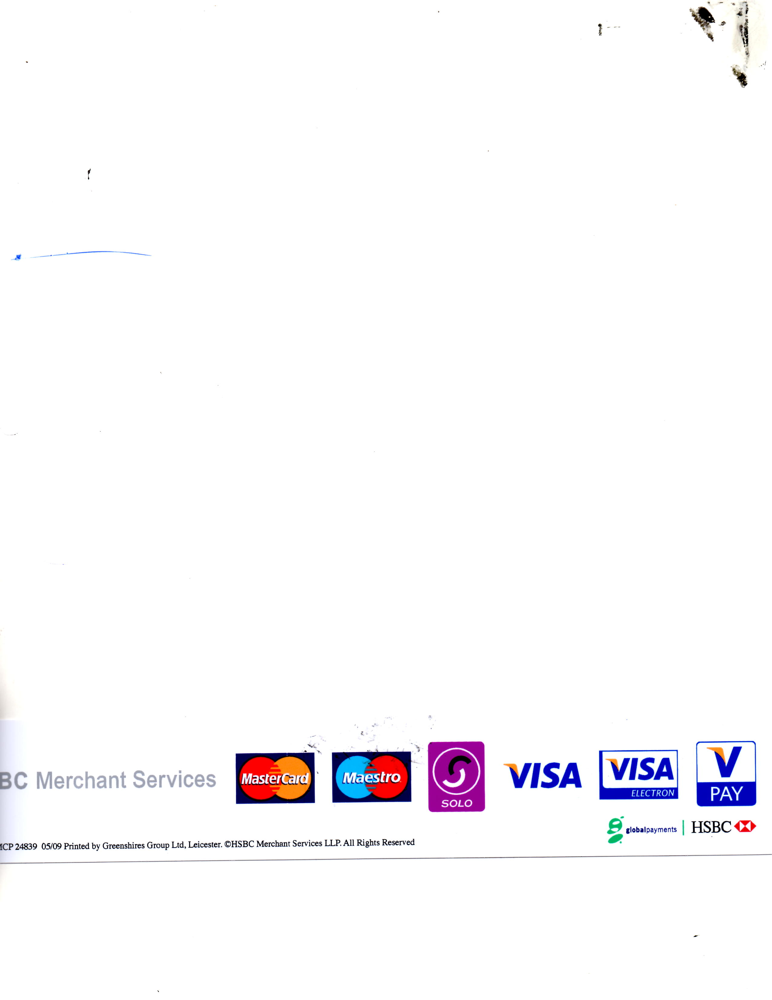 BC Merchant Services
MasterCard
Maestro
SOLO
VISA
VISA
ELECTRON
V
PAY
globalpayments | HSBC
CP 24839 05/09 Printed by Greenshires Group Ltd, Leicester. ©HSBC Merchant Services LLP. All Rights Reserved